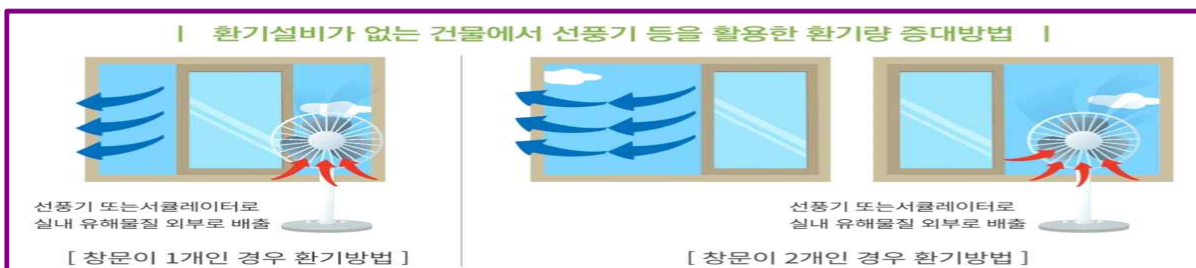 | 환기설비가 없는 건물에서 선풍기 등을 활용한 환기량 증대방법 |
선풍기 또는서큘레이터로
실내 유해물질 외부로 배출
[ 창문이 1개인 경우 환기방법 ]
선풍기 또는서큘레이터로
실내 유해물질 외부로 배출
[ 창문이 2개인 경우 환기방법 ]